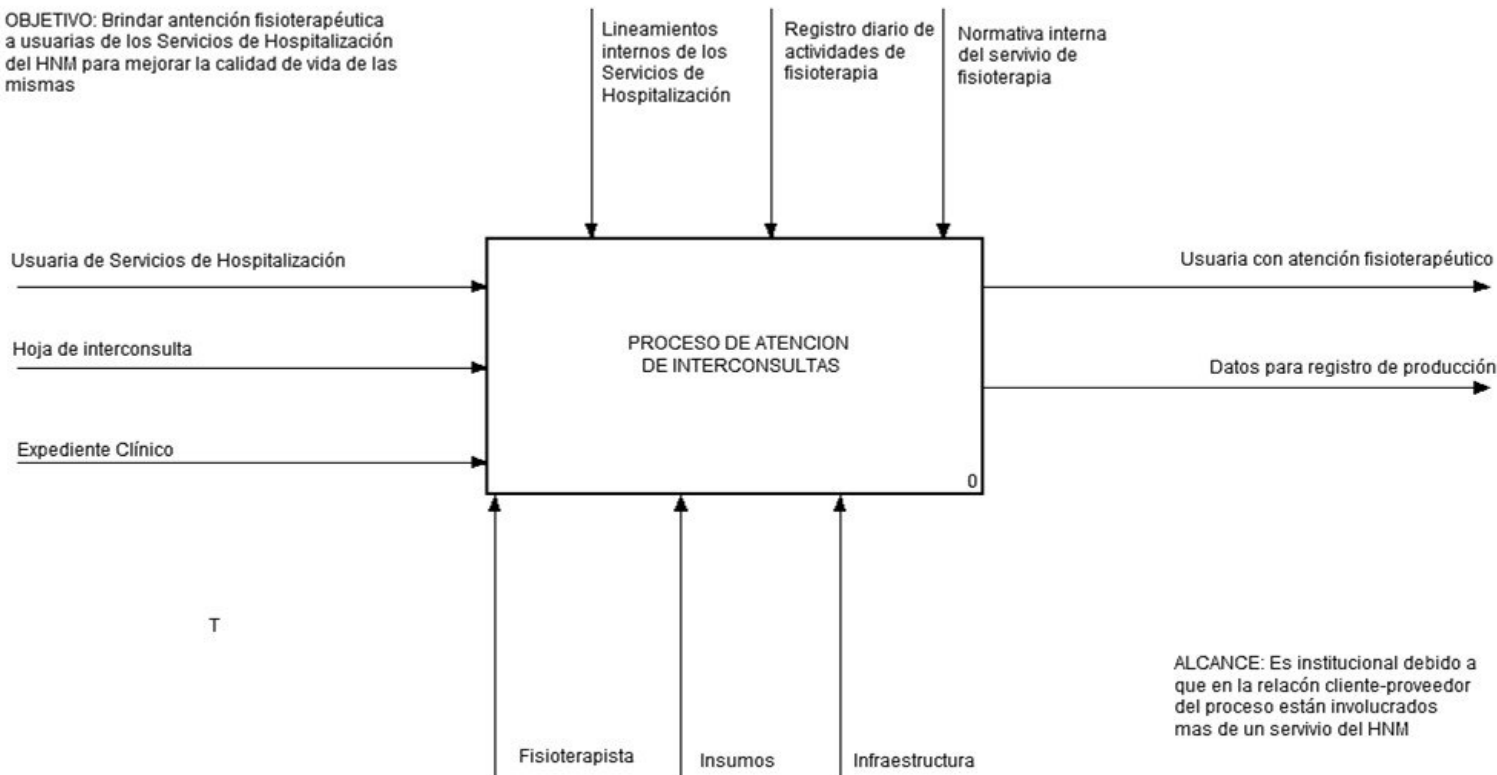 OBJETIVO: Brindar antención fisioterapéutica
a usuarias de los Servicios de Hospitalización
del HNM para mejorar la calidad de vida de las
mismas
Lineamientos
internos de los
Servicios de
Hospitalización
Registro diario de
actividades de
fisioterapia
Normativa interna
del servivio de
fisioterapia
Usuaria de Servicios de Hospitalización
Hoja de interconsulta
Expediente Clínico
PROCESO DE ATENCION
DE INTERCONSULTAS
0
Usuaria con atención fisioterapéutico
Datos para registro de producción
T
Fisioterapista
Insumos
Infraestructura
ALCANCE: Es institucional debido a
que en la relacón cliente-proveedor
del proceso están involucrados
mas de un servivio del HNM